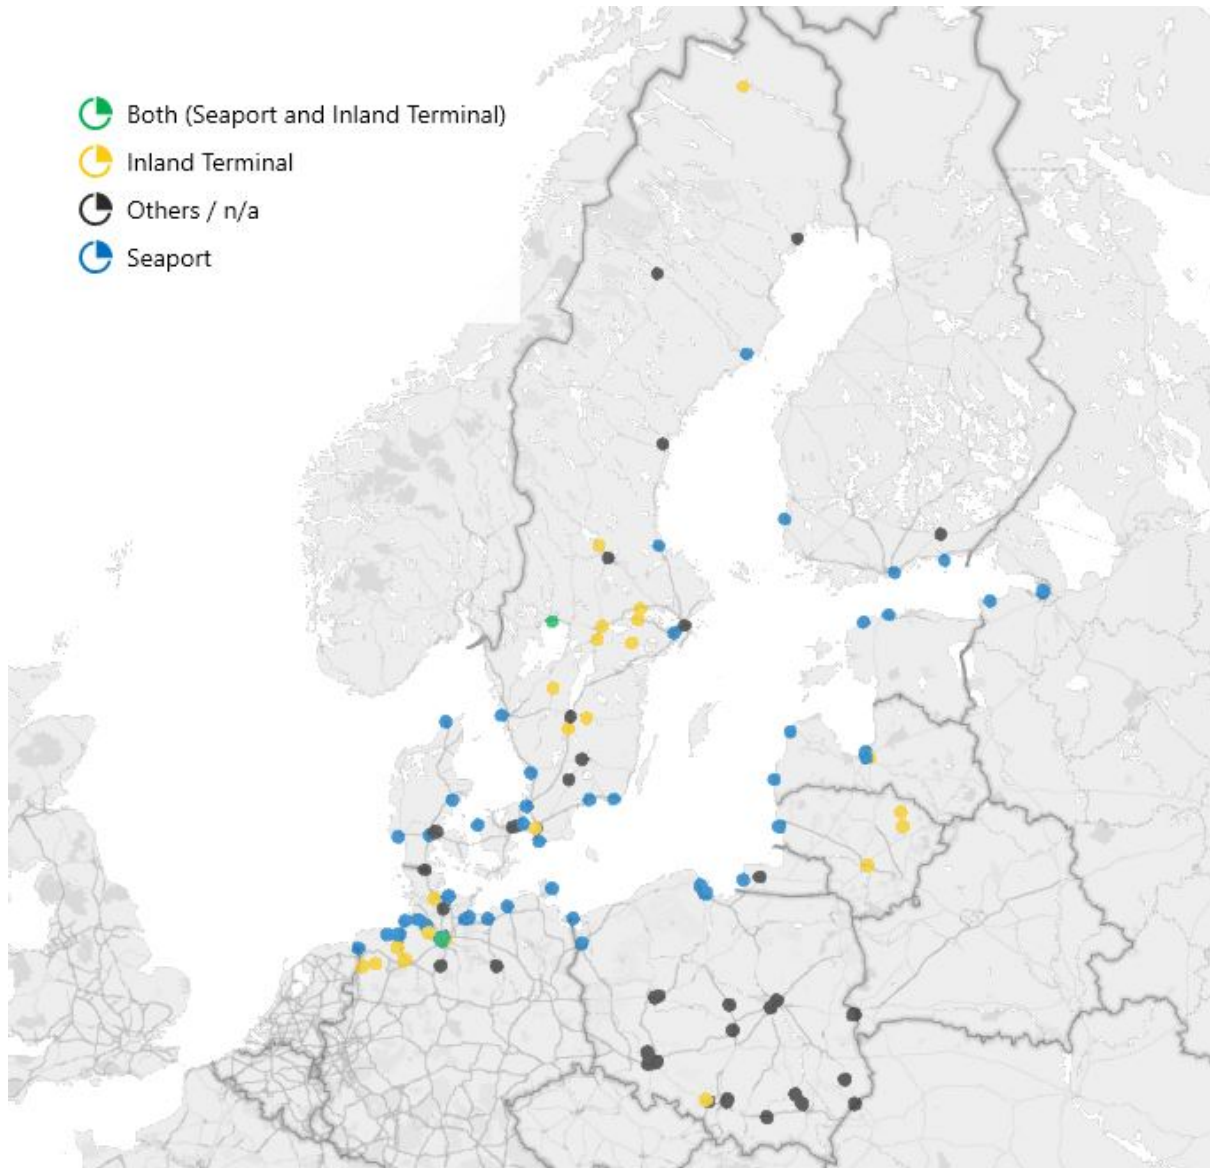 Both (Seaport and Inland Terminal)
Inland Terminal
Others / n/a
Seaport